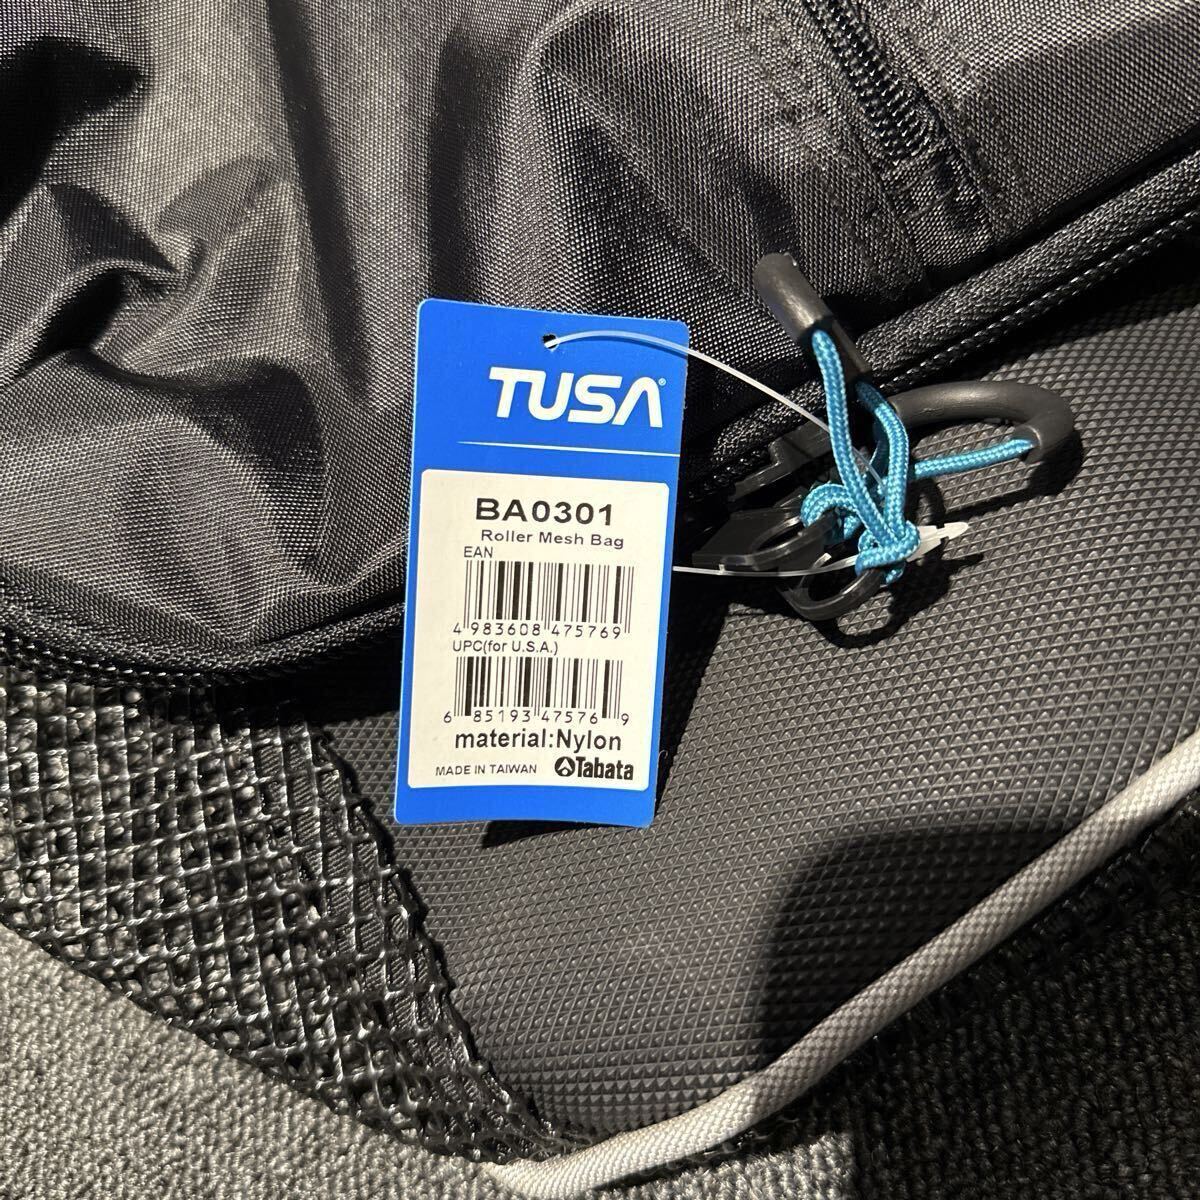 TUSA®
BA0301
Roller Mesh Bag
EAN
4 983608 475769
UPC(for U.S.A.)
6 85193 47576 9
material:Nylon
MADE IN TAIWAN Tabata